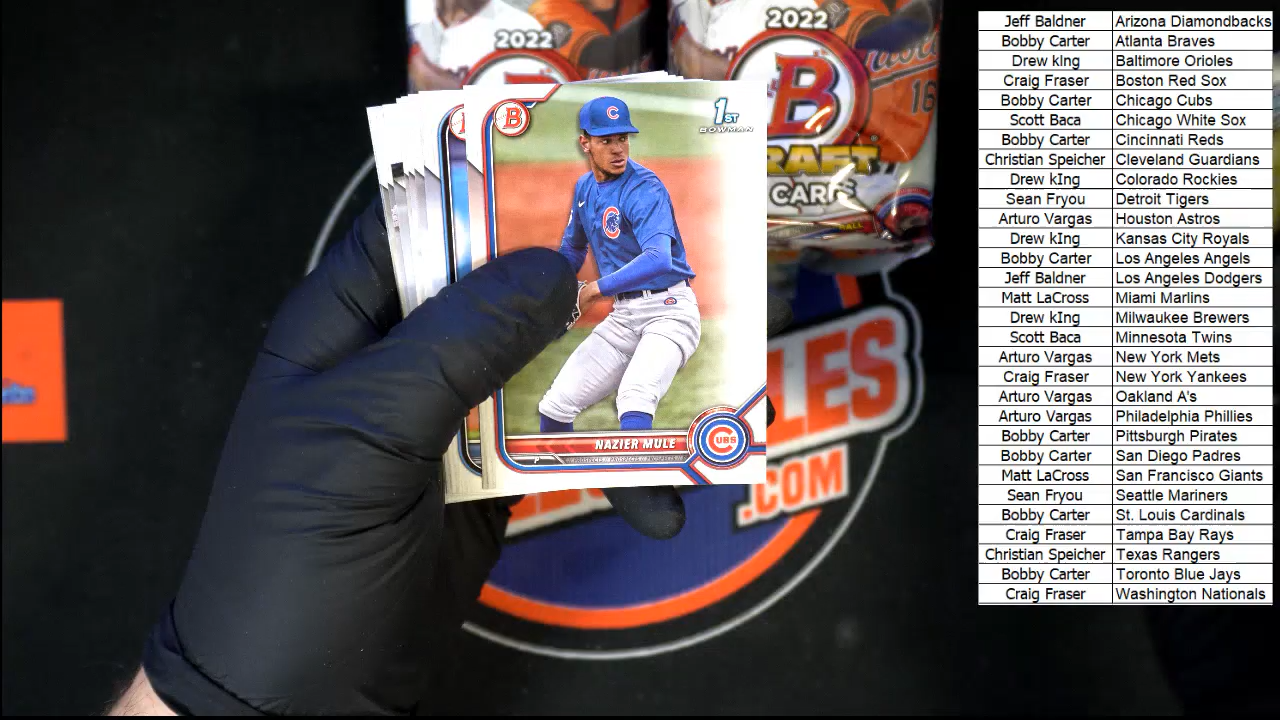 2022
2022
16
B
RAFT
CARDS
B
1ST
BOWMAN
C
C
NAZIER MULE
P // PROSPECTS // PROSPECTS // PROSPECTS //
CUBS
LES
.COM
Jeff Baldner Arizona Diamondbacks
Bobby Carter Atlanta Braves
Drew kIng Baltimore Orioles
Craig Fraser Boston Red Sox
Bobby Carter Chicago Cubs
Scott Baca Chicago White Sox
Bobby Carter Cincinnati Reds
Christian Speicher Cleveland Guardians
Drew kIng Colorado Rockies
Sean Fryou Detroit Tigers
Arturo Vargas Houston Astros
Drew kIng Kansas City Royals
Bobby Carter Los Angeles Angels
Jeff Baldner Los Angeles Dodgers
Matt LaCross Miami Marlins
Drew kIng Milwaukee Brewers
Scott Baca Minnesota Twins
Arturo Vargas New York Mets
Craig Fraser New York Yankees
Arturo Vargas Oakland A's
Arturo Vargas Philadelphia Phillies
Bobby Carter Pittsburgh Pirates
Bobby Carter San Diego Padres
Matt LaCross San Francisco Giants
Sean Fryou Seattle Mariners
Bobby Carter St. Louis Cardinals
Craig Fraser Tampa Bay Rays
Christian Speicher Texas Rangers
Bobby Carter Toronto Blue Jays
Craig Fraser Washington Nationals